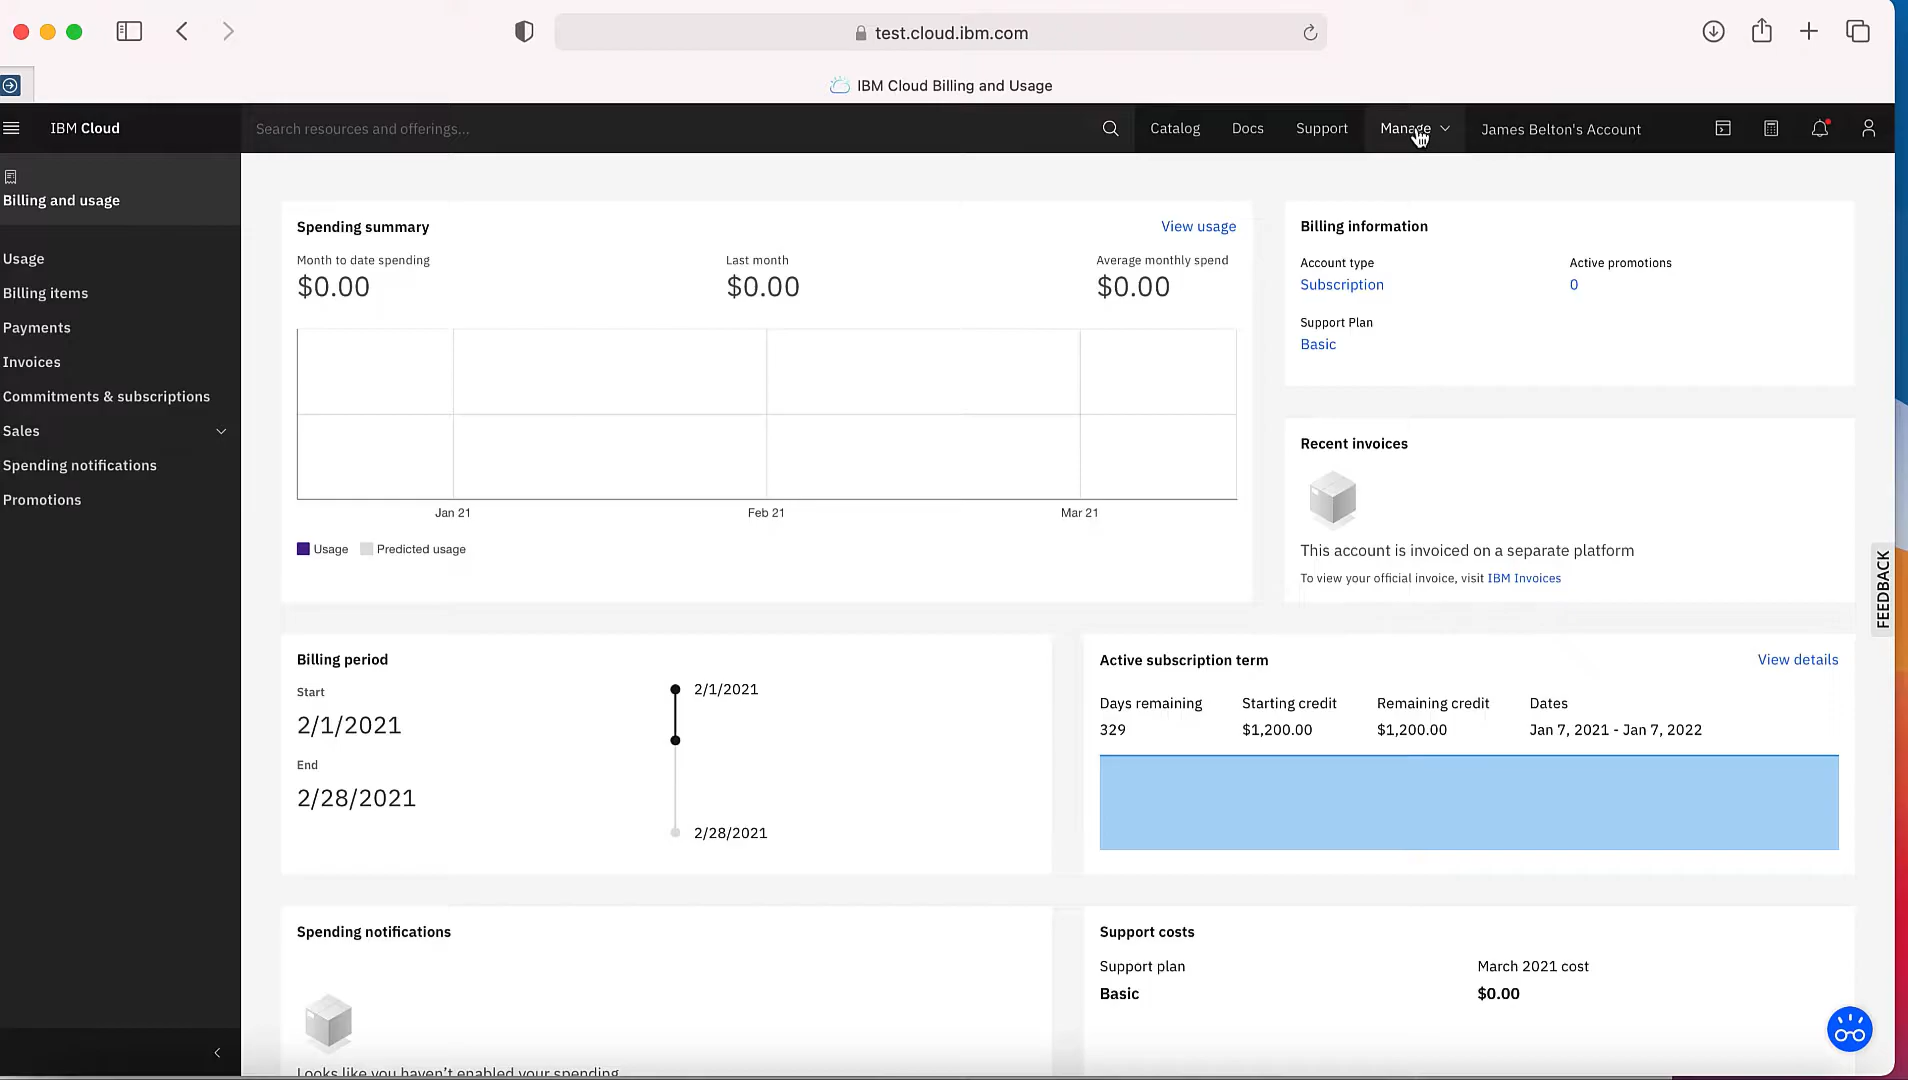 test.cloud.ibm.com
IBM Cloud Billing and Usage
IBM Cloud
Search resources and offerings...
Catalog
Docs
Support
Manage
James Belton's Account
Billing and usage
Usage
Billing items
Payments
Invoices
Commitments & subscriptions
Sales
Spending notifications
Promotions
Spending summary
View usage
Month to date spending
Last month
Average monthly spend
$0.00
$0.00
$0.00
Jan 21
Feb 21
Mar 21
Usage
Predicted usage
Billing information
Account type
Active promotions
Subscription
0
Support Plan
Basic
Recent invoices
This account is invoiced on a separate platform
To view your official invoice, visit IBM Invoices
FEEDBACK
Billing period
Start
2/1/2021
End
2/28/2021
2/1/2021
2/28/2021
Active subscription term
View details
Days remaining
Starting credit
Remaining credit
Dates
329
$1,200.00
$1,200.00
Jan 7, 2021 - Jan 7, 2022
Spending notifications
Looks like you haven't enabled your spending
Support costs
Support plan
March 2021 cost
Basic
$0.00